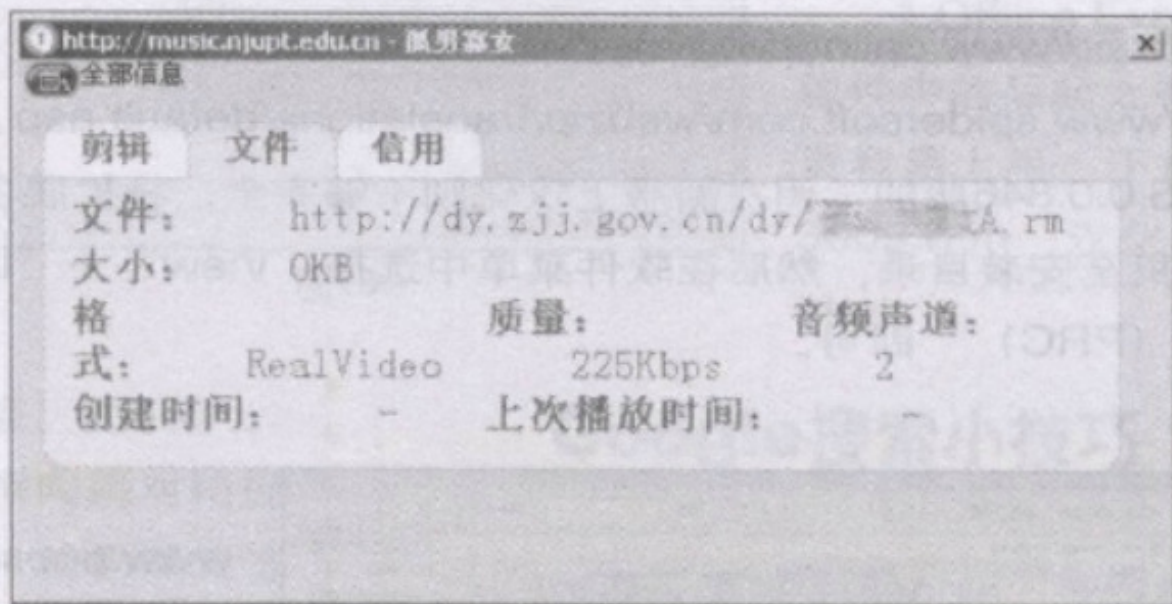 http://music.njupt.edu.cn - 孤男寡女
全部信息
剪辑 文件 信用
文件： http://dy.zjj.gov.cn/dy/ A.rm
大小： 0KB
格 质量： 音频声道：
式： RealVideo 225Kbps 2
创建时间： - 上次播放时间： -